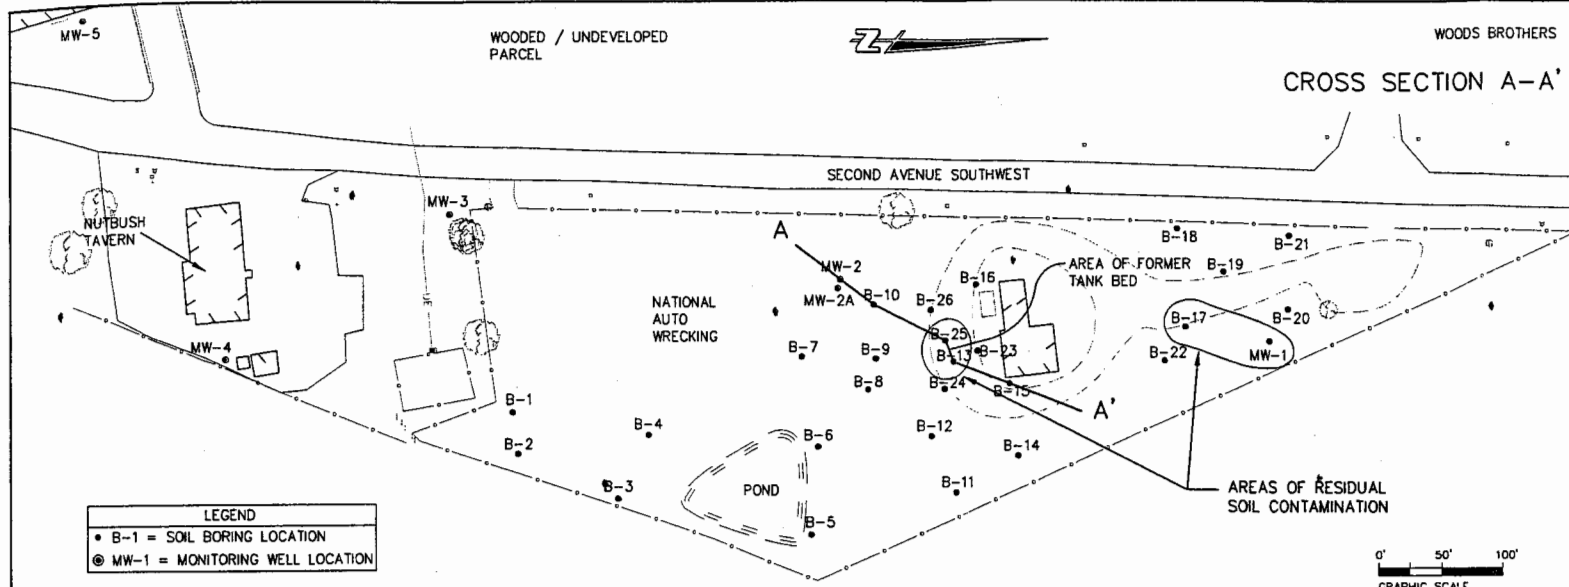 MW-5
WOODED / UNDEVELOPED
PARCEL
Z
WOODS BROTHERS
CROSS SECTION A-A'
SECOND AVENUE SOUTHWEST
NUTBUSH
TAVERN
MW-3
MW-4
A
MW-2
MW-2A
B-10
B-26
B-16
AREA OF FORMER
TANK BED
B-18
B-21
B-19
B-20
B-17
MW-1
B-22
NATIONAL
AUTO
WRECKING
B-7
B-9
B-8
B-25
B-13
B-23
B-24
B-15
A'
B-1
B-2
B-4
B-3
B-6
POND
B-5
B-12
B-14
B-11
AREAS OF RESIDUAL
SOIL CONTAMINATION
LEGEND
B-1 = SOIL BORING LOCATION
MW-1 = MONITORING WELL LOCATION
0' 50' 100'
GRAPHIC SCALE